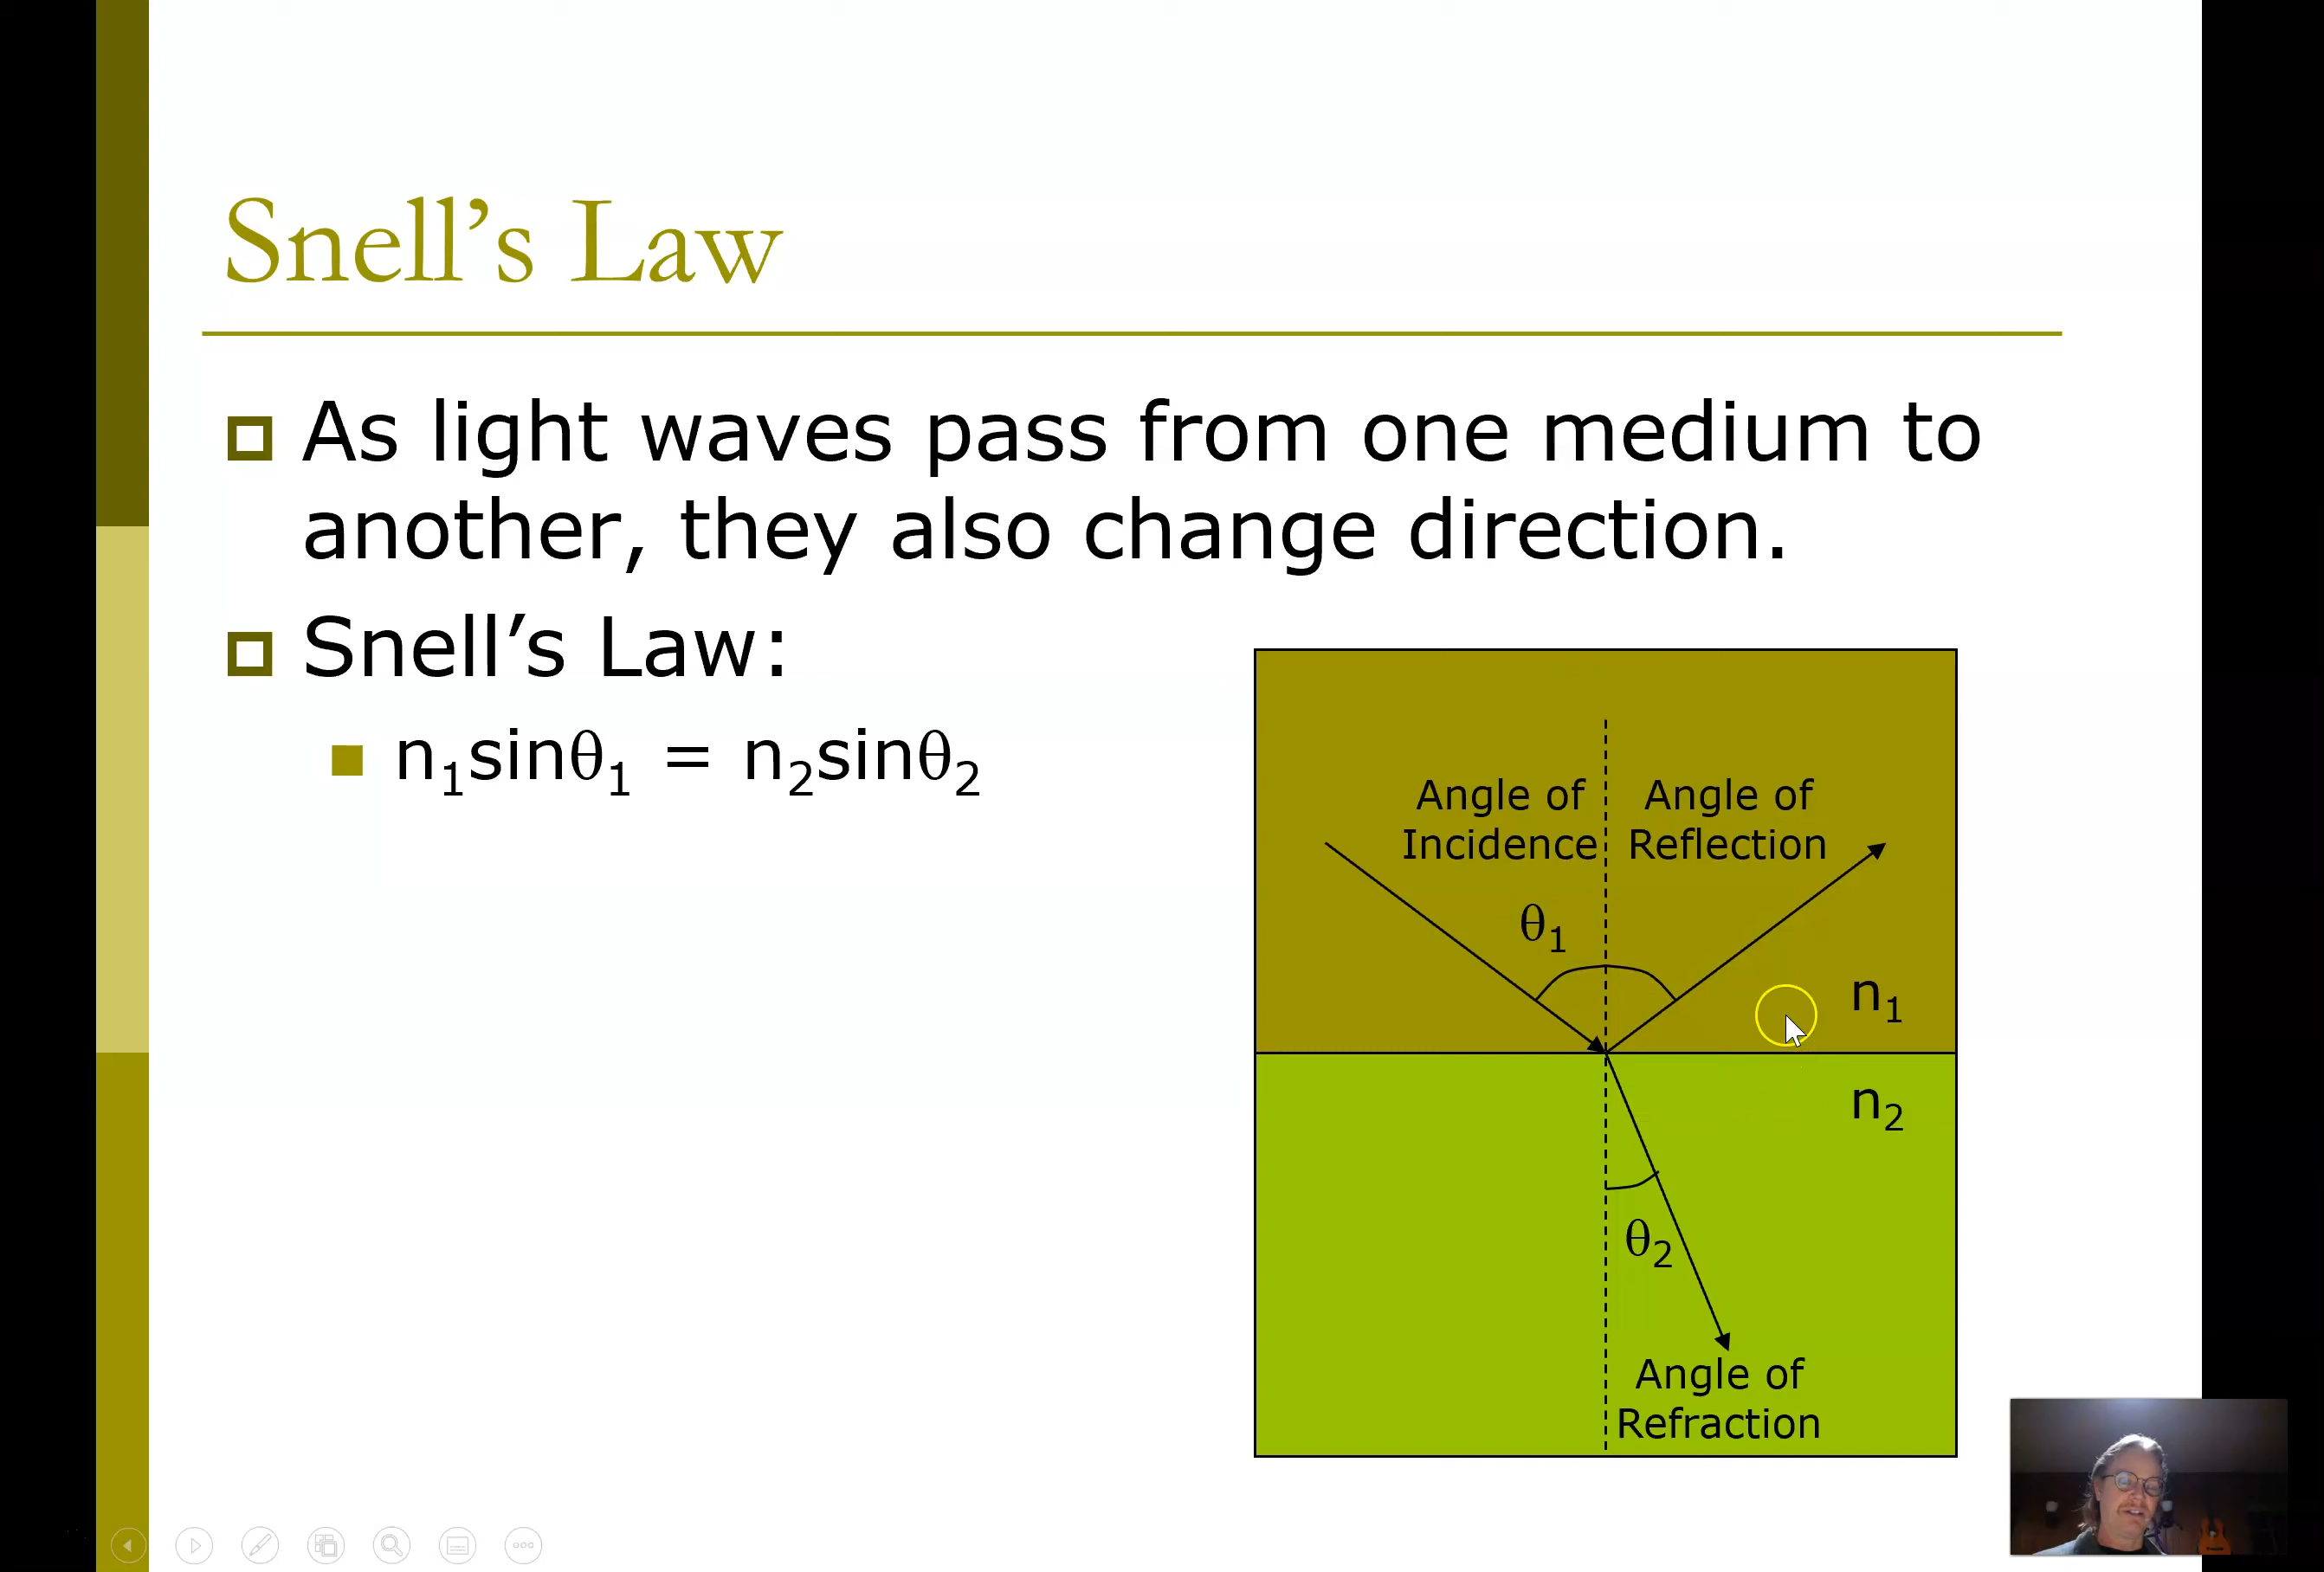 Snell’s Law
As light waves pass from one medium to
another, they also change direction.
Snell’s Law:
n₁sinθ₁ = n₂sinθ₂
Angle of
Incidence
Angle of
Reflection
θ₁
n₁
n₂
θ₂
Angle of
Refraction